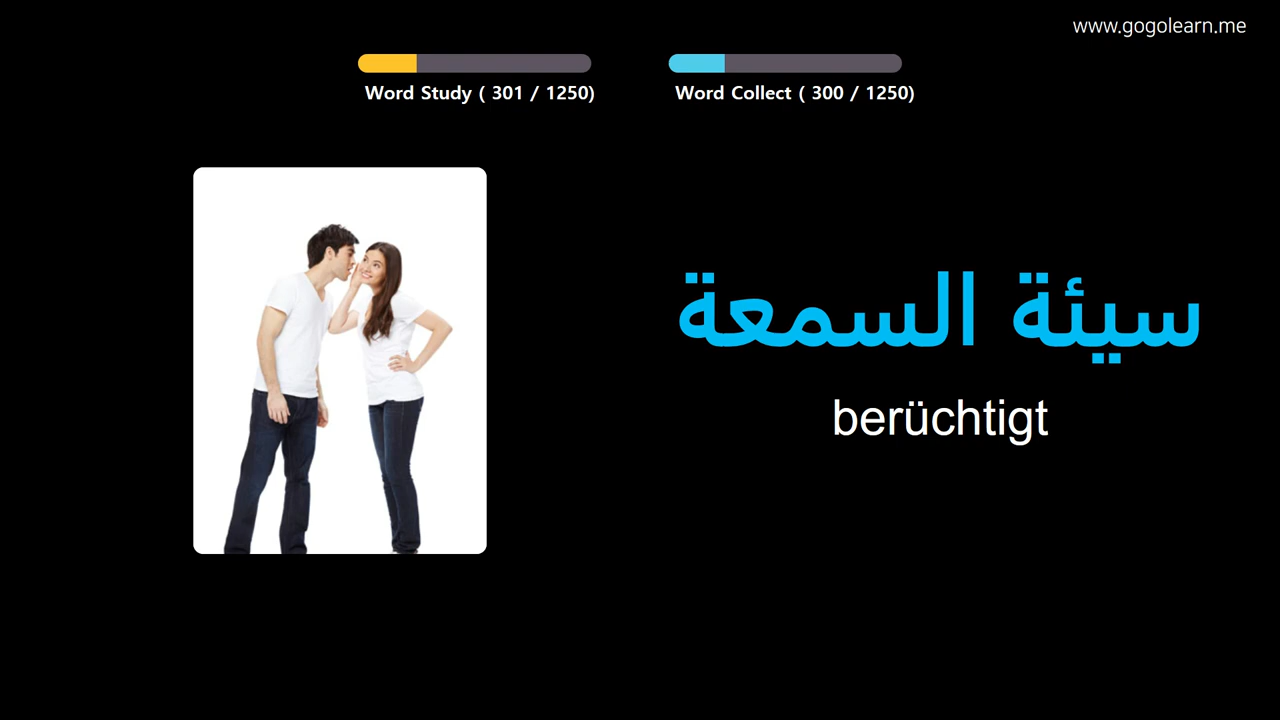 www.gogolearn.me
Word Study ( 301 / 1250)
Word Collect ( 300 / 1250)
سيئة السمعة
berüchtigt